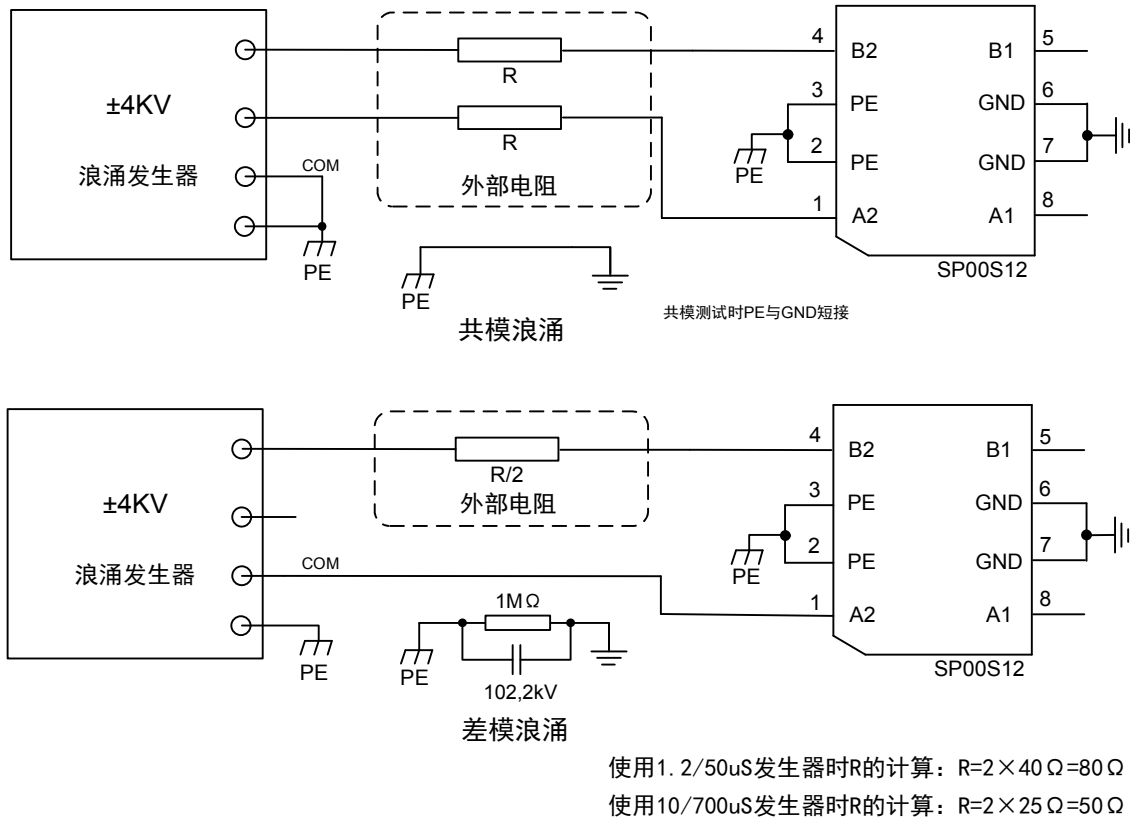 ±4KV
浪涌发生器
COM
PE
R
R
外部电阻
PE
共模浪涌
共模测试时PE与GND短接
PE
4
3
2
1
B2
PE
PE
A2
B1
GND
GND
A1
5
6
7
8
SP00S12
±4KV
浪涌发生器
COM
PE
R/2
外部电阻
1MΩ
102,2kV
PE
差模浪涌
PE
4
3
2
1
B2
PE
PE
A2
B1
GND
GND
A1
5
6
7
8
SP00S12
使用1.2/50uS发生器时R的计算：R=2×40Ω=80Ω
使用10/700uS发生器时R的计算：R=2×25Ω=50Ω